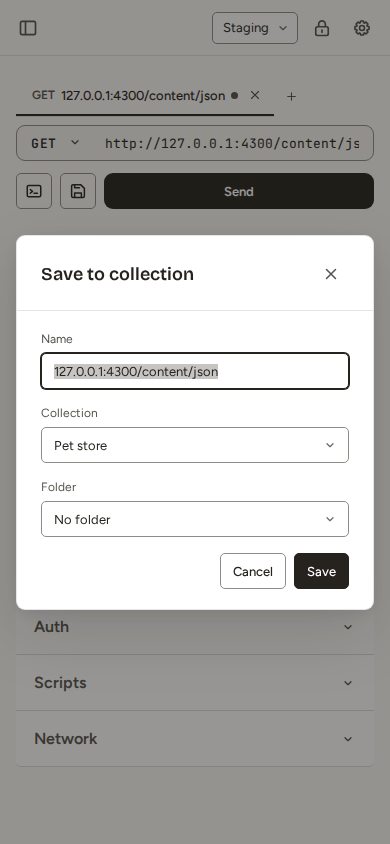 Staging
GET 127.0.0.1:4300/content/json
GET http://127.0.0.1:4300/content/js
Send
Save to collection
Name
127.0.0.1:4300/content/json
Collection
Pet store
Folder
No folder
Cancel Save
Auth
Scripts
Network